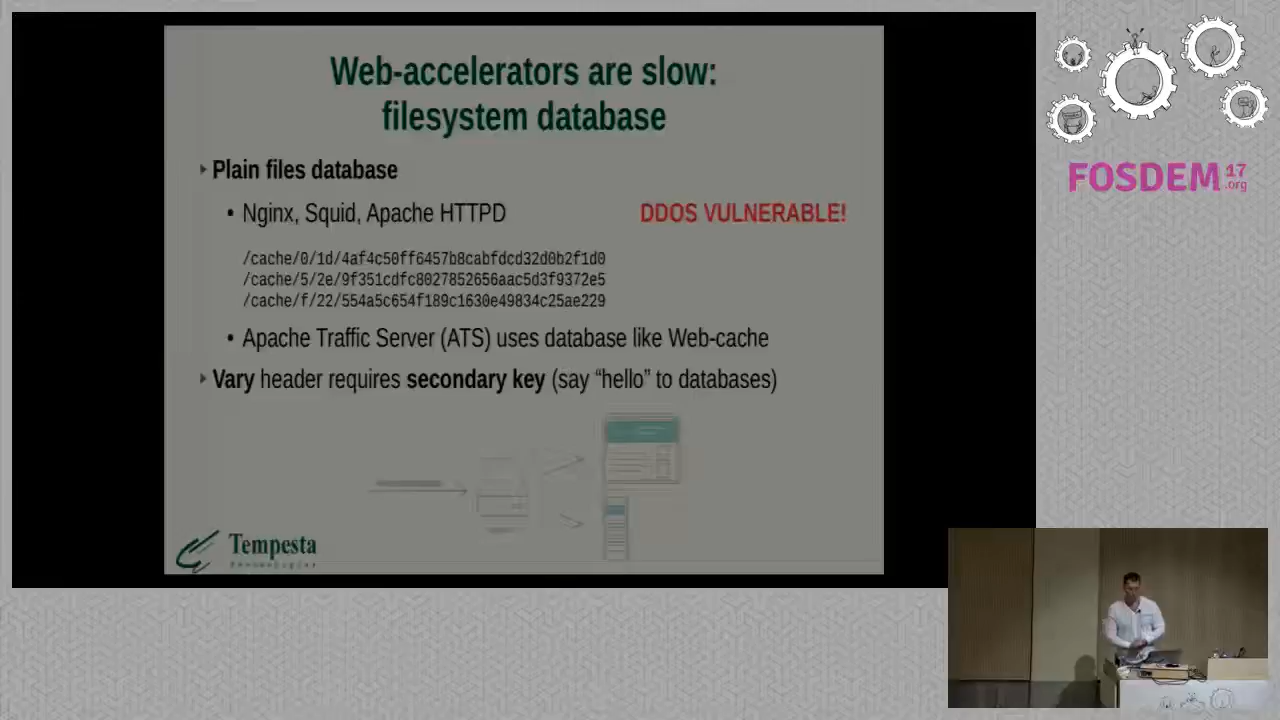 Web-accelerators are slow:
filesystem database
Plain files database
Nginx, Squid, Apache HTTPD
DDOS VULNERABLE!
/cache/0/1d/4af4c50ff6457b8cabfdcd32d0b2f1d0
/cache/5/2e/9f351cdfc8027852656aac5d3f9372e5
/cache/f/22/554a5c654f189c1630e49834c25ae229
Apache Traffic Server (ATS) uses database like Web-cache
Vary header requires secondary key (say “hello” to databases)
Tempesta
FOSDEM 17
.org